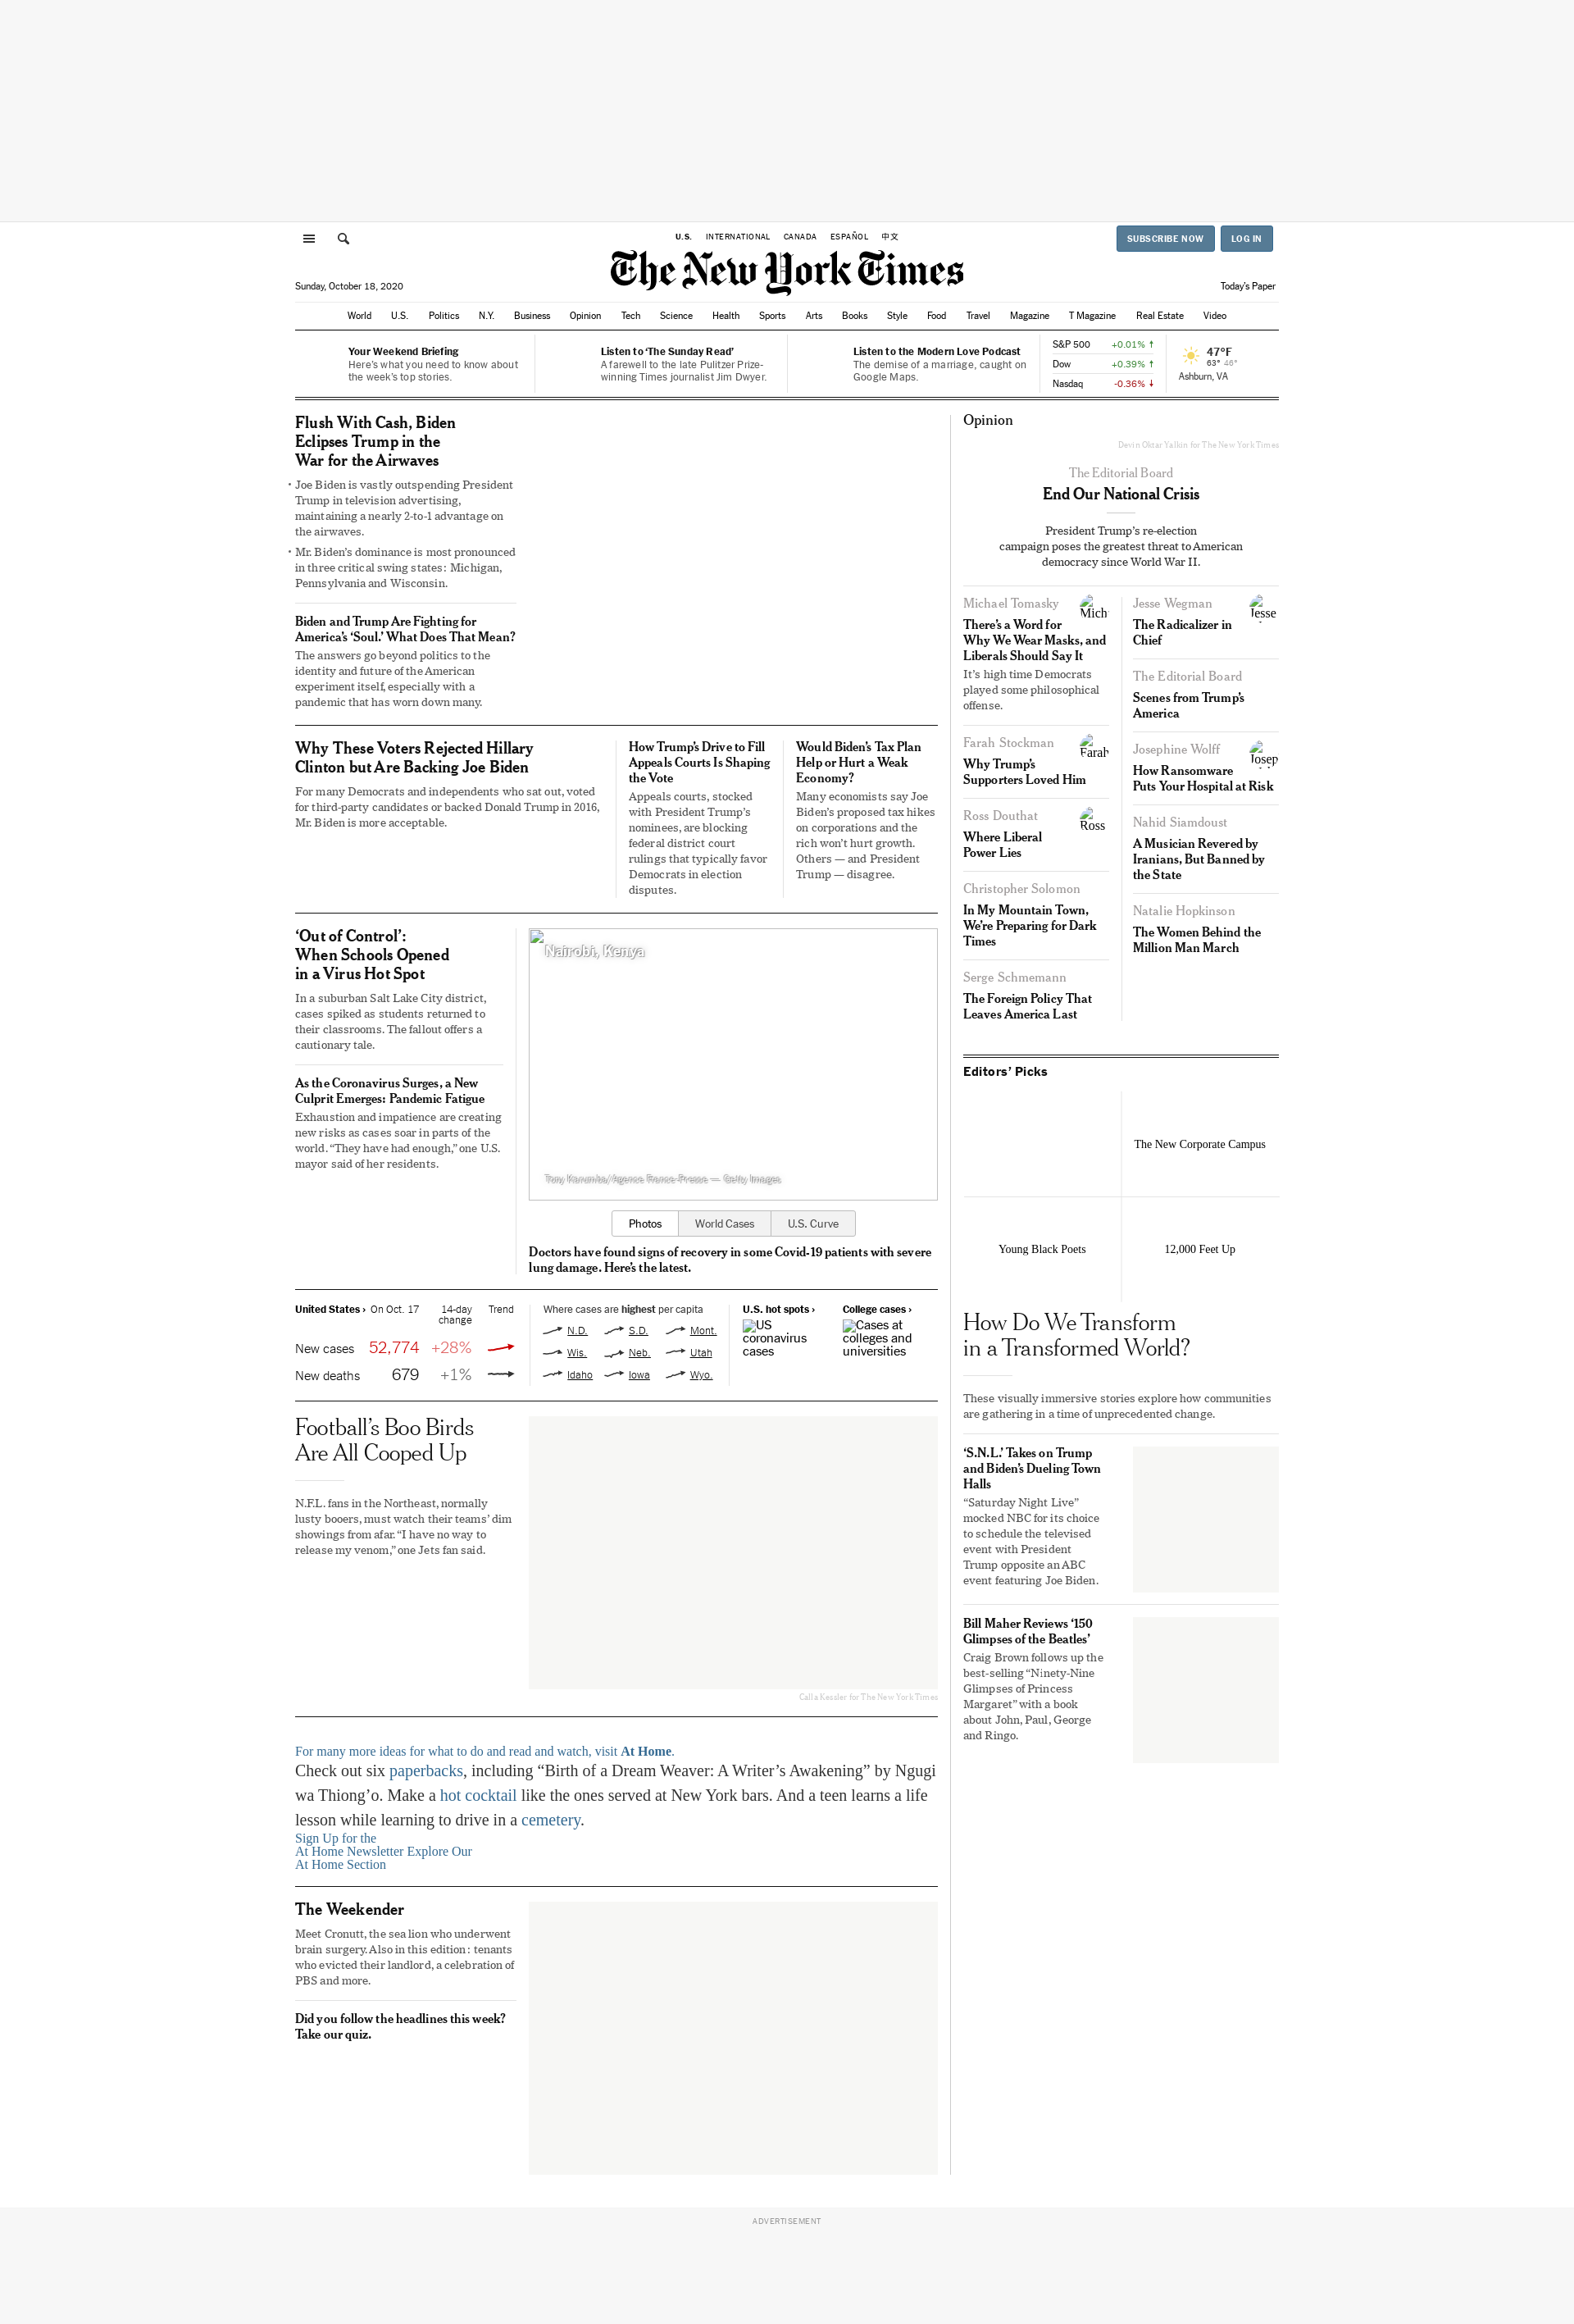 U.S. INTERNATIONAL CANADA ESPAÑOL 中文
SUBSCRIBE NOW LOG IN
The New York Times
Sunday, October 18, 2020
Today's Paper
World U.S. Politics N.Y. Business Opinion Tech Science Health Sports Arts Books Style Food Travel Magazine T Magazine Real Estate Video
Your Weekend Briefing
Here's what you need to know about
the week's top stories.
Listen to ‘The Sunday Read’
A farewell to the late Pulitzer Prize-
winning Times journalist Jim Dwyer.
Listen to the Modern Love Podcast
The demise of a marriage, caught on
Google Maps.
S&P 500 +0.01% ↑
Dow +0.39% ↑
Nasdaq -0.36% ↓
47°F
63° 46°
Ashburn, VA
Flush With Cash, Biden
Eclipses Trump in the
War for the Airwaves
• Joe Biden is vastly outspending President
Trump in television advertising,
maintaining a nearly 2-to-1 advantage on
the airwaves.
• Mr. Biden’s dominance is most pronounced
in three critical swing states: Michigan,
Pennsylvania and Wisconsin.
Biden and Trump Are Fighting for
America’s ‘Soul.’ What Does That Mean?
The answers go beyond politics to the
identity and future of the American
experiment itself, especially with a
pandemic that has worn down many.
Why These Voters Rejected Hillary
Clinton but Are Backing Joe Biden
For many Democrats and independents who sat out, voted
for third-party candidates or backed Donald Trump in 2016,
Mr. Biden is more acceptable.
How Trump’s Drive to Fill
Appeals Courts Is Shaping
the Vote
Appeals courts, stocked
with President Trump’s
nominees, are blocking
federal district court
rulings that typically favor
Democrats in election
disputes.
Would Biden’s Tax Plan
Help or Hurt a Weak
Economy?
Many economists say Joe
Biden’s proposed tax hikes
on corporations and the
rich won’t hurt growth.
Others — and President
Trump — disagree.
‘Out of Control’:
When Schools Opened
in a Virus Hot Spot
In a suburban Salt Lake City district,
cases spiked as students returned to
their classrooms. The fallout offers a
cautionary tale.
As the Coronavirus Surges, a New
Culprit Emerges: Pandemic Fatigue
Exhaustion and impatience are creating
new risks as cases soar in parts of the
world. “They have had enough,” one U.S.
mayor said of her residents.
Nairobi, Kenya
Tony Karumba/Agence France-Presse — Getty Images
Photos World Cases U.S. Curve
Doctors have found signs of recovery in some Covid-19 patients with severe
lung damage. Here’s the latest.
United States › On Oct. 17 14-day
change Trend
New cases 52,774 +28%
New deaths 679 +1%
Where cases are highest per capita
N.D. S.D. Mont.
Wis. Neb. Utah
Idaho Iowa Wyo.
U.S. hot spots ›
US
coronavirus
cases
College cases ›
Cases at
colleges and
universities
Football’s Boo Birds
Are All Cooped Up
N.F.L. fans in the Northeast, normally
lusty booers, must watch their teams’ dim
showings from afar. “I have no way to
release my venom,” one Jets fan said.
Calla Kessler for The New York Times
For many more ideas for what to do and read and watch, visit At Home.
Check out six paperbacks, including “Birth of a Dream Weaver: A Writer’s Awakening” by Ngugi
wa Thiong’o. Make a hot cocktail like the ones served at New York bars. And a teen learns a life
lesson while learning to drive in a cemetery.
Sign Up for the
At Home Newsletter Explore Our
At Home Section
The Weekender
Meet Cronutt, the sea lion who underwent
brain surgery. Also in this edition: tenants
who evicted their landlord, a celebration of
PBS and more.
Did you follow the headlines this week?
Take our quiz.
Opinion
Devin Oktar Yalkin for The New York Times
The Editorial Board
End Our National Crisis
President Trump’s re-election
campaign poses the greatest threat to American
democracy since World War II.
Michael Tomasky
Mich
There’s a Word for
Why We Wear Masks, and
Liberals Should Say It
It’s high time Democrats
played some philosophical
offense.
Farah Stockman
Farah
Why Trump’s
Supporters Loved Him
Ross Douthat
Ross
Where Liberal
Power Lies
Christopher Solomon
In My Mountain Town,
We’re Preparing for Dark
Times
Serge Schmemann
The Foreign Policy That
Leaves America Last
Jesse Wegman
Jesse
The Radicalizer in
Chief
The Editorial Board
Scenes from Trump’s
America
Josephine Wolff
Josep
How Ransomware
Puts Your Hospital at Risk
Nahid Siamdoust
A Musician Revered by
Iranians, But Banned by
the State
Natalie Hopkinson
The Women Behind the
Million Man March
Editors’ Picks
The New Corporate Campus
Young Black Poets
12,000 Feet Up
How Do We Transform
in a Transformed World?
These visually immersive stories explore how communities
are gathering in a time of unprecedented change.
‘S.N.L.’ Takes on Trump
and Biden’s Dueling Town
Halls
“Saturday Night Live”
mocked NBC for its choice
to schedule the televised
event with President
Trump opposite an ABC
event featuring Joe Biden.
Bill Maher Reviews ‘150
Glimpses of the Beatles’
Craig Brown follows up the
best-selling “Ninety-Nine
Glimpses of Princess
Margaret” with a book
about John, Paul, George
and Ringo.
ADVERTISEMENT